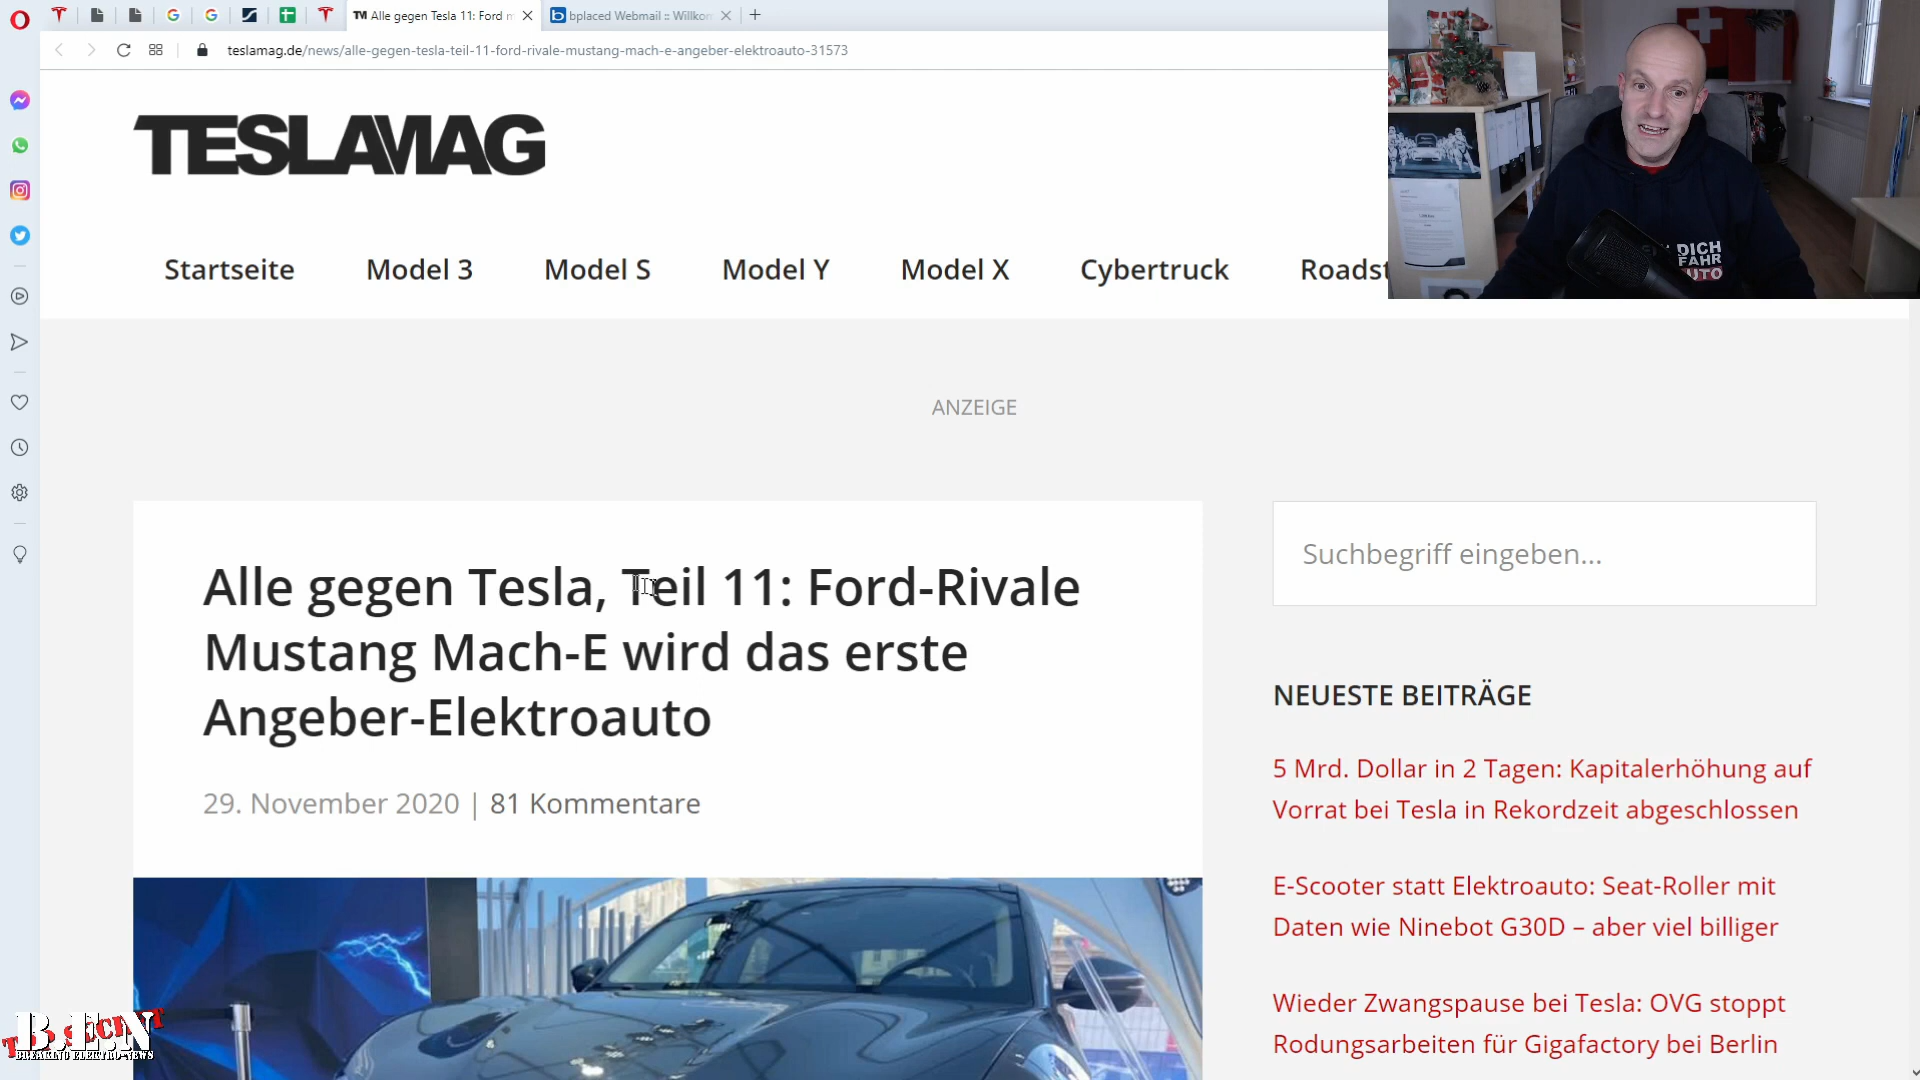 Alle gegen Tesla 11: Ford m
bplaced Webmail :: Willkom
teslamag.de/news/alle-gegen-tesla-teil-11-ford-rivale-mustang-mach-e-angeber-elektroauto-31573
TESLAMAG
Startseite
Model 3
Model S
Model Y
Model X
Cybertruck
Roadst
DICH
FAHR
UTO
ANZEIGE
Alle gegen Tesla, Teil 11: Ford-Rivale
Mustang Mach-E wird das erste
Angeber-Elektroauto
29. November 2020 | 81 Kommentare
Suchbegriff eingeben...
NEUESTE BEITRÄGE
5 Mrd. Dollar in 2 Tagen: Kapitalerhöhung auf
Vorrat bei Tesla in Rekordzeit abgeschlossen
E-Scooter statt Elektroauto: Seat-Roller mit
Daten wie Ninebot G30D – aber viel billiger
Wieder Zwangspause bei Tesla: OVG stoppt
Rodungsarbeiten für Gigafactory bei Berlin
B.E.N
BREAKING ELEKTRO-NEWS